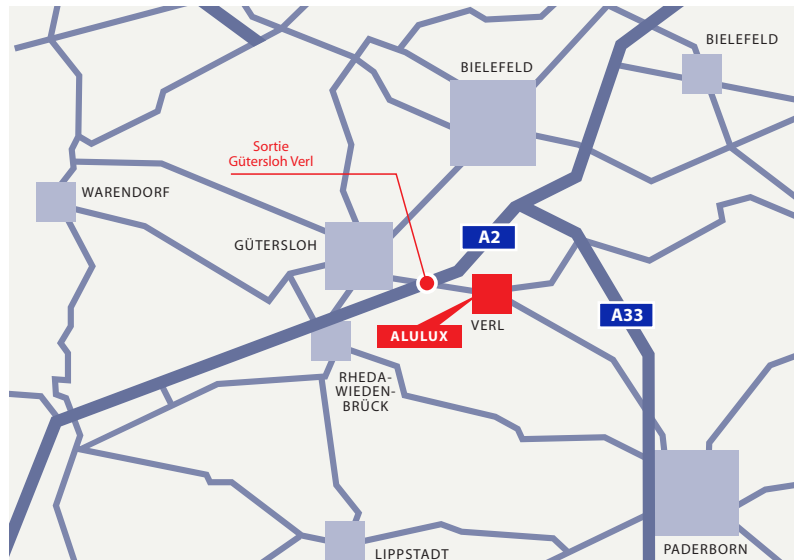 BIELEFELD
BIELEFELD
Sortie
Gütersloh Verl
WARENDORF
GÜTERSLOH
A2
A33
ALULUX
VERL
RHEDA-
WIEDEN-
BRÜCK
LIPPSTADT
PADERBORN